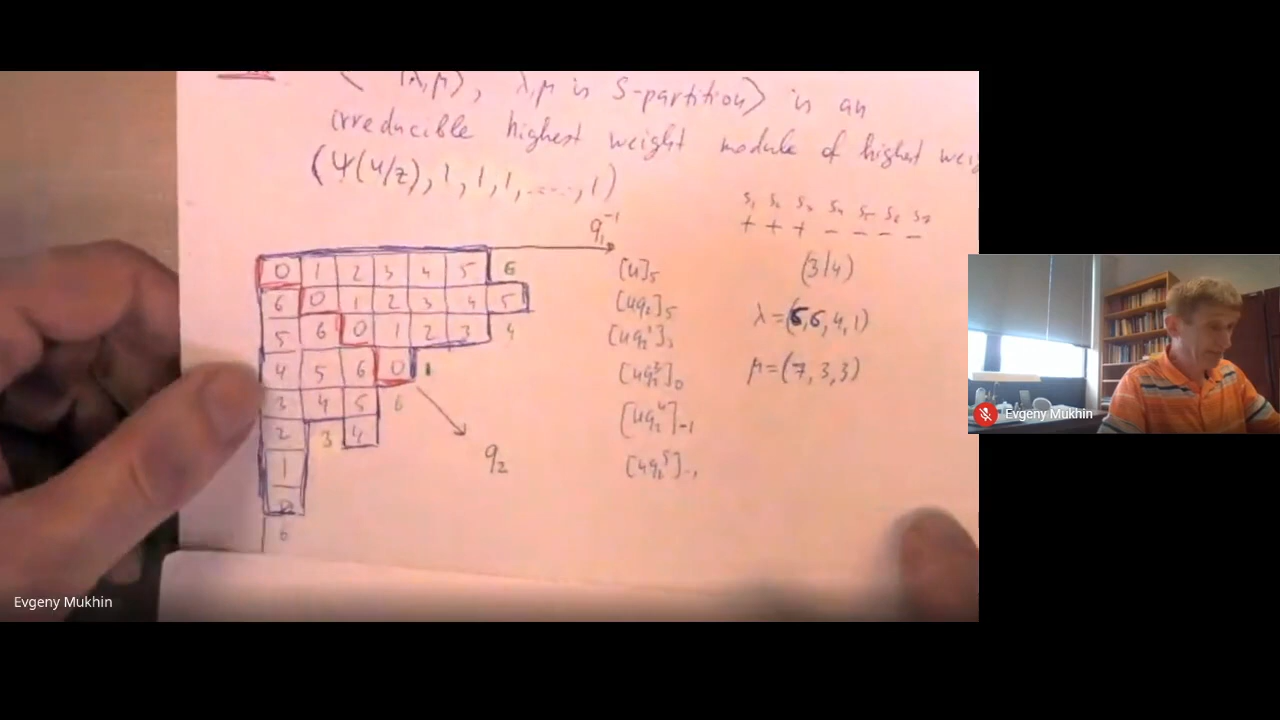 (λ,μ), λ,μ is S-partition⟩ is an
irreducible highest weight module of highest weig
(Ψ(u/z), 1, 1, 1, ....., 1)
s₁ s₂ s₃ s₄ s₅ s₆ s₇
+ + + − − − −
q₁⁻¹
0 1 2 3 4 5 6 [u]₅ (3|4)
6 0 1 2 3 4 5 [uq₂]₅ λ=(6,6,4,1)
5 6 0 1 2 3 4 [uq₂²]₃
4 5 6 0 1 [uq₂³]₀ μ=(7,3,3)
3 4 5 6 [uq₂⁴]₋₁
2 3 4 q₂ [uq₂⁵]
1
0
6
Evgeny Mukhin
Evgeny Mukhin